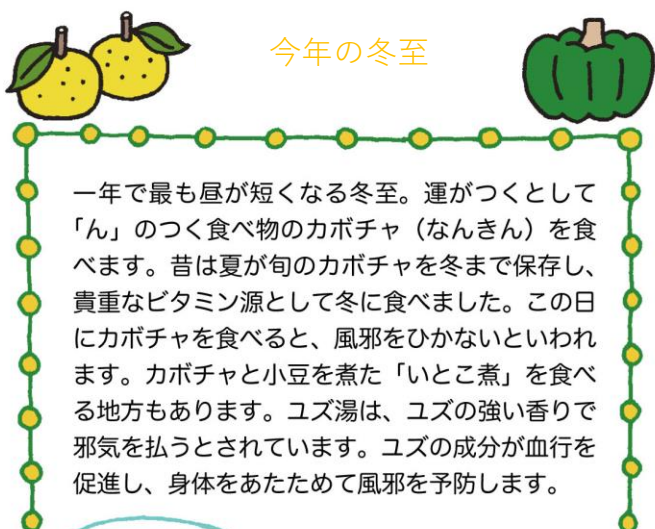 今年の冬至
一年で最も昼が短くなる冬至。運がつくとして
「ん」のつく食べ物のカボチャ（なんきん）を食
べます。昔は夏が旬のカボチャを冬まで保存し、
貴重なビタミン源として冬に食べました。この日
にカボチャを食べると、風邪をひかないといわれ
ます。カボチャと小豆を煮た「いとこ煮」を食べ
る地方もあります。ユズ湯は、ユズの強い香りで
邪気を払うとされています。ユズの成分が血行を
促進し、身体をあたためて風邪を予防します。